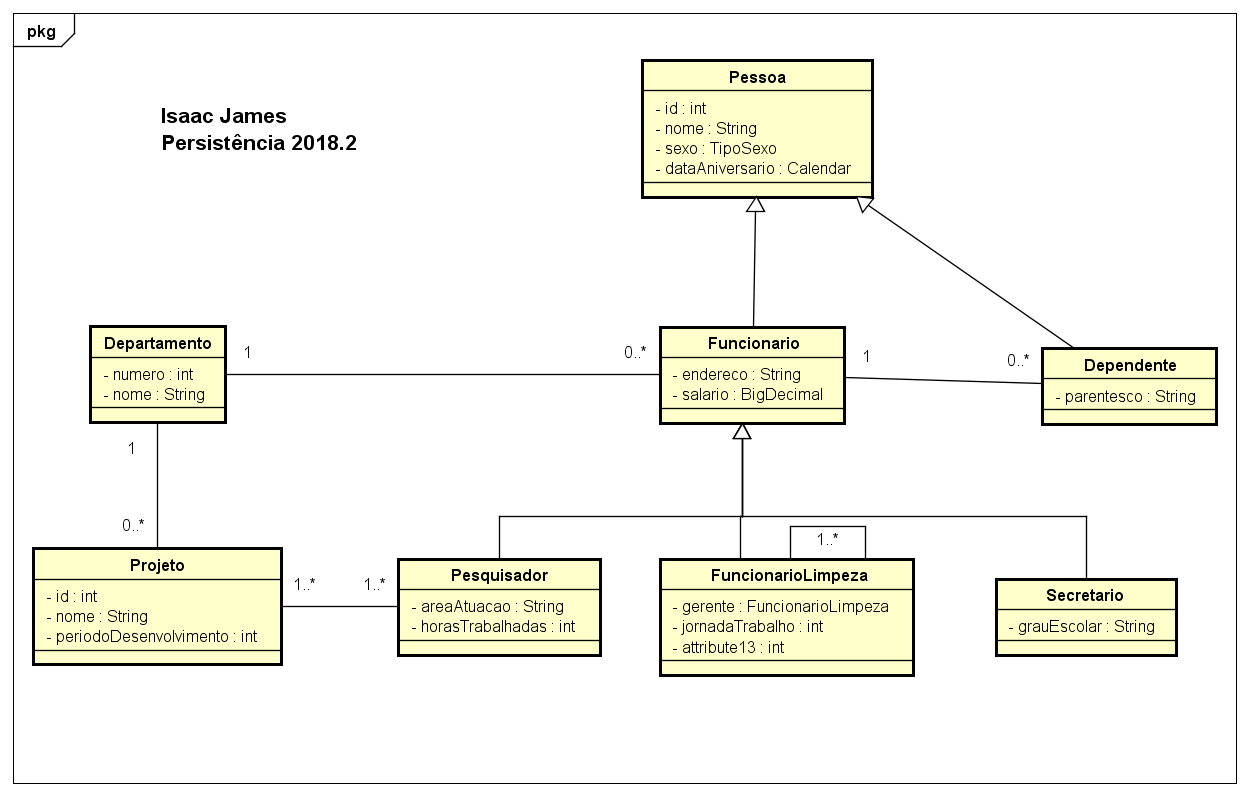 pkg
Isaac James
Persistência 2018.2
Pessoa
- id : int
- nome : String
- sexo : TipoSexo
- dataAniversario : Calendar
Departamento
- numero : int
- nome : String
1
0..*
Funcionario
- endereco : String
- salario : BigDecimal
1
0..*
Dependente
- parentesco : String
1
0..*
Projeto
- id : int
- nome : String
- periodoDesenvolvimento : int
1..*
1..*
Pesquisador
- areaAtuacao : String
- horasTrabalhadas : int
1..*
FuncionarioLimpeza
- gerente : FuncionarioLimpeza
- jornadaTrabalho : int
- attribute13 : int
Secretario
- grauEscolar : String